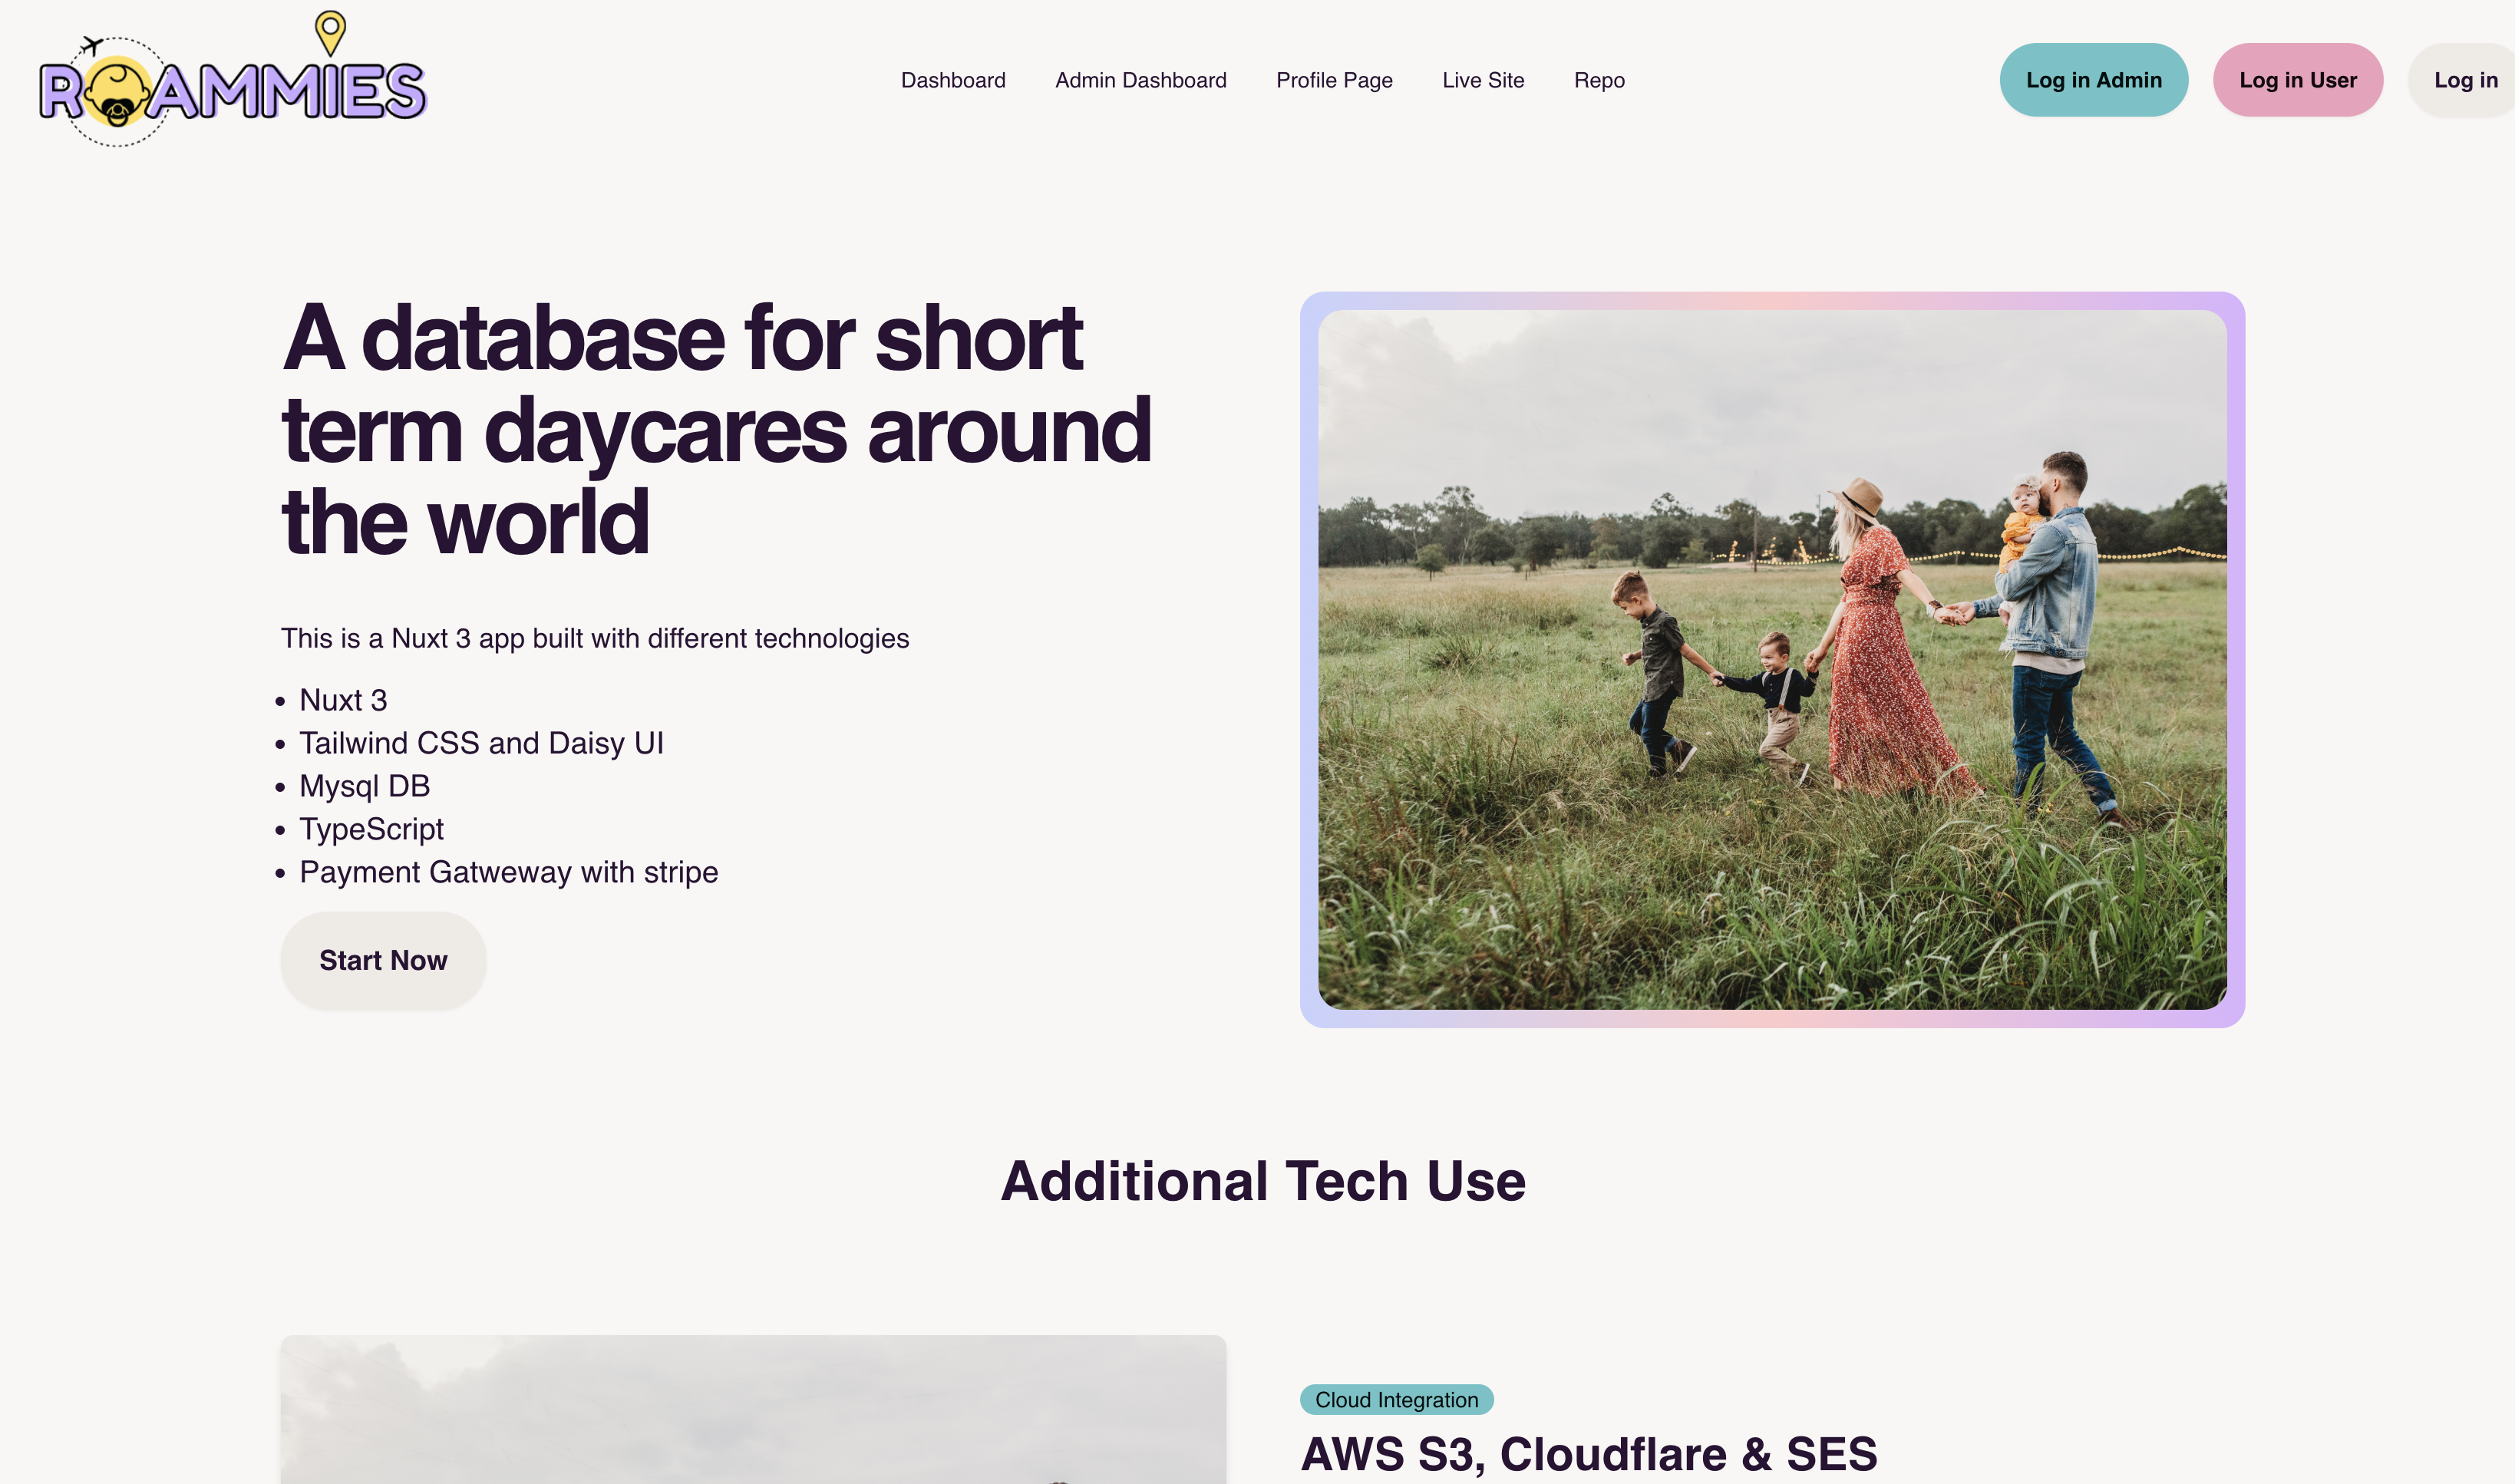 ROAMMIES
Dashboard
Admin Dashboard
Profile Page
Live Site
Repo
Log in Admin
Log in User
Log in
A database for short
term daycares around
the world
This is a Nuxt 3 app built with different technologies
Nuxt 3
Tailwind CSS and Daisy UI
Mysql DB
TypeScript
Payment Gatweway with stripe
Start Now
Additional Tech Use
Cloud Integration
AWS S3, Cloudflare & SES